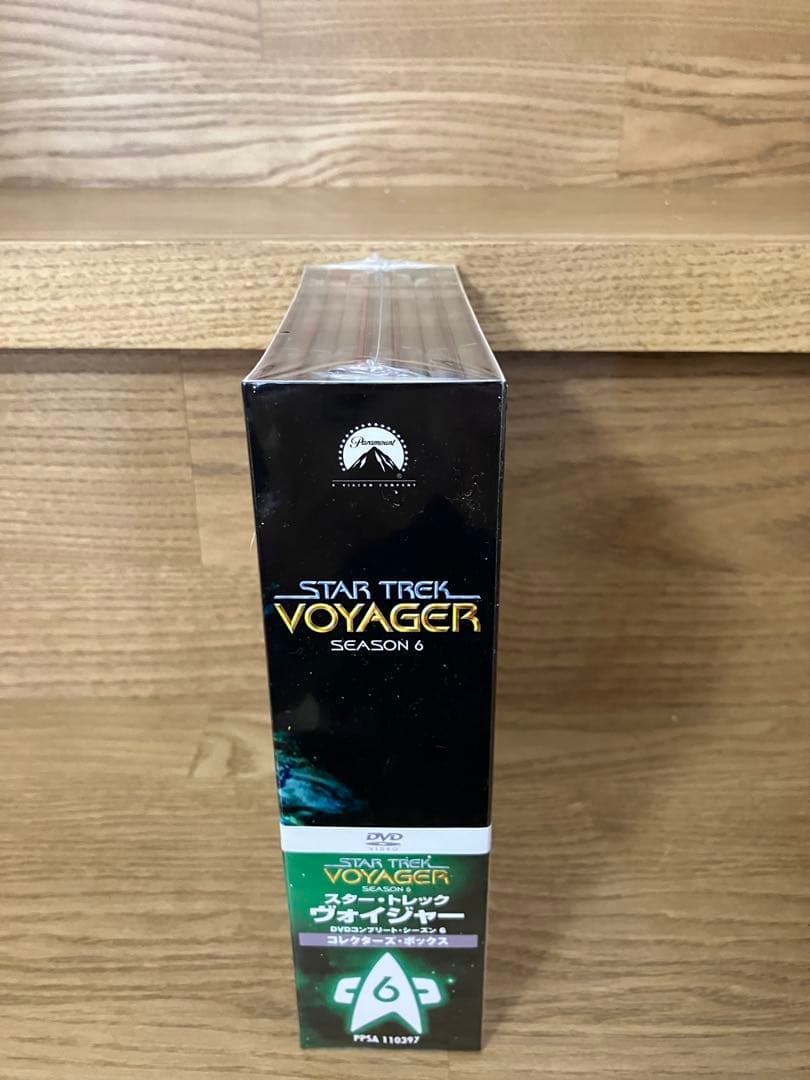 Paramount
A VIACOM COMPANY
STAR TREK
VOYAGER
SEASON 6
DVD
VIDEO
STAR TREK
VOYAGER
SEASON 6
スター・トレック
ヴォイジャー
DVDコンプリート・シーズン 6
コレクターズ・ボックス
6
PPSA 110397